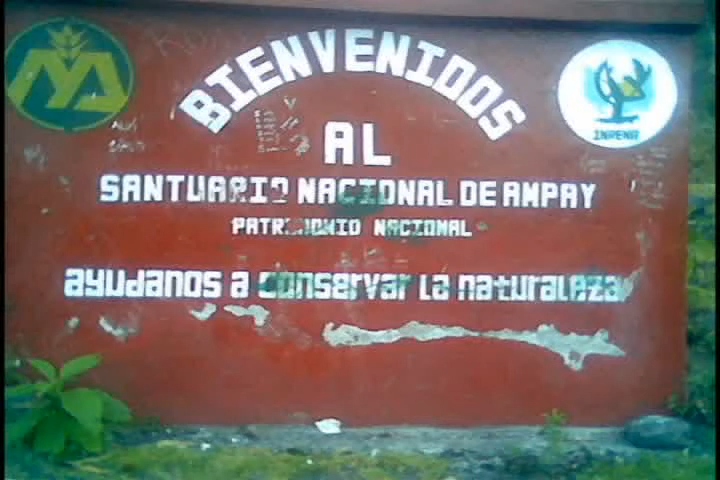 BIENVENIDOS
AL
SANTUARIO NACIONAL DE AMPAY
PATRIMONIO NACIONAL
ayudanos a conservar la naturaleza
INRENA